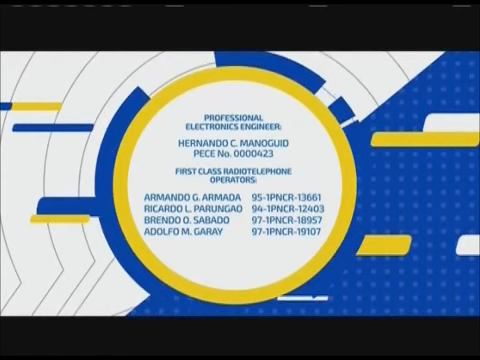 PROFESSIONAL
ELECTRONICS ENGINEER:
HERNANDO C. MANOGUID
PECE No. 0000423
FIRST CLASS RADIOTELEPHONE
OPERATORS:
ARMANDO G. ARMADA 95-1PNCR-13661
RICARDO L. PARUNGAO 94-1PNCR-12403
BRENDO O. SABADO 97-1PNCR-18957
ADOLFO M. GARAY 97-1PNCR-19107